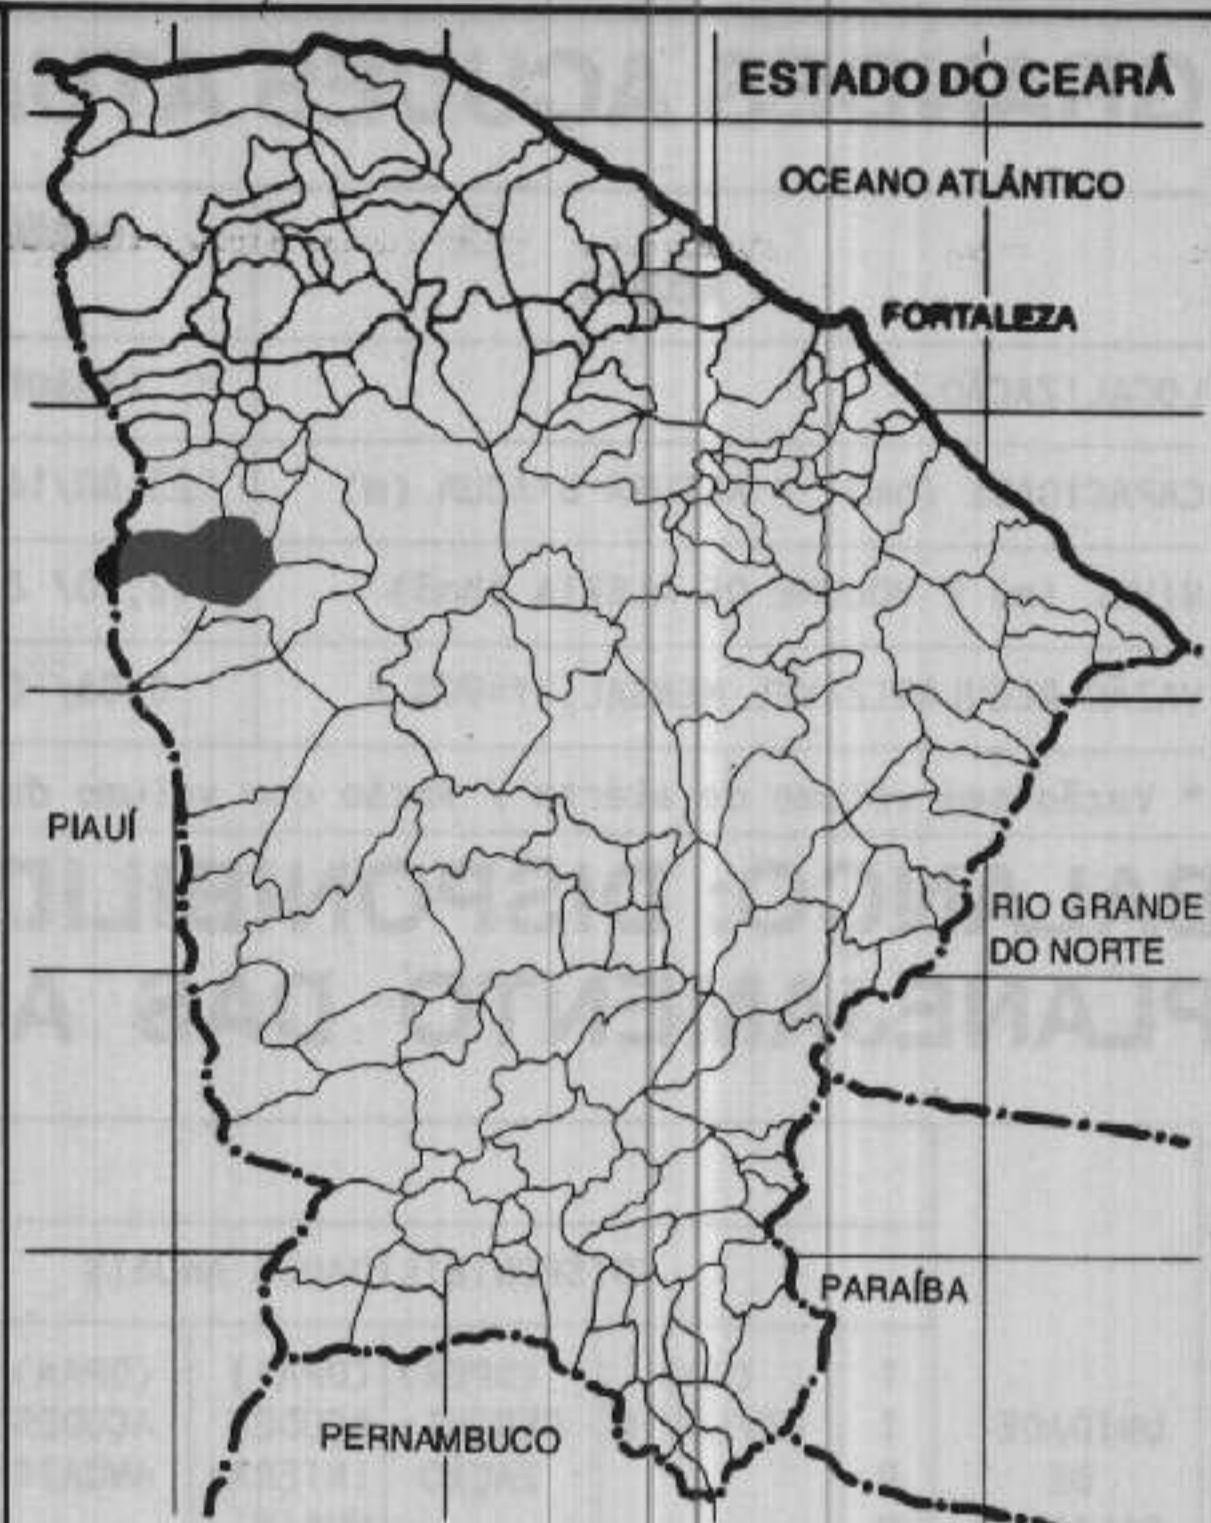 ESTADO DO CEARÁ
OCEANO ATLÂNTICO
FORTALEZA
PIAUÍ
RIO GRANDE
DO NORTE
PARAÍBA
PERNAMBUCO